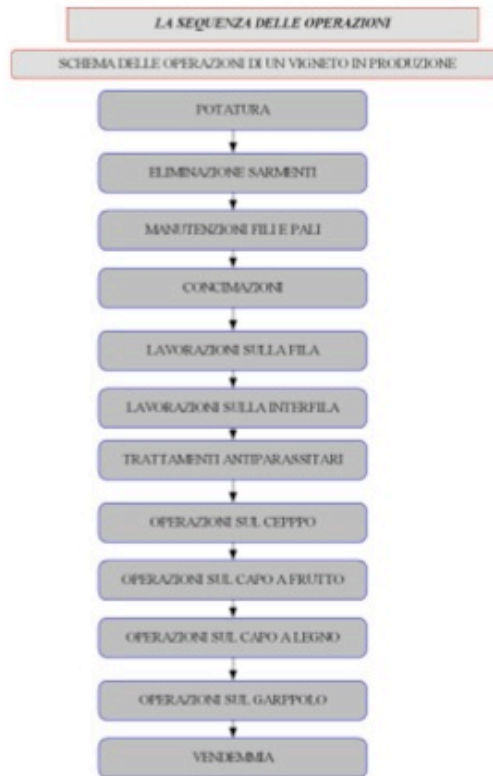 LA SEQUENZA DELLE OPERAZIONI
SCHEMA DELLE OPERAZIONI DI UN VIGNETO IN PRODUZIONE
POTATURA
ELIMINAZIONE SARMENTI
MANUTENZIONI FILI E PALI
CONCIMAZIONI
LAVORAZIONI SULLA FILA
LAVORAZIONI SULLA INTERFILA
TRATTAMENTI ANTIPARASSITARI
OPERAZIONI SUL CEPPPO
OPERAZIONI SUL CAPO A FRUTTO
OPERAZIONI SUL CAPO A LEGNO
OPERAZIONI SUL GARPPOLO
VENDEMMIA